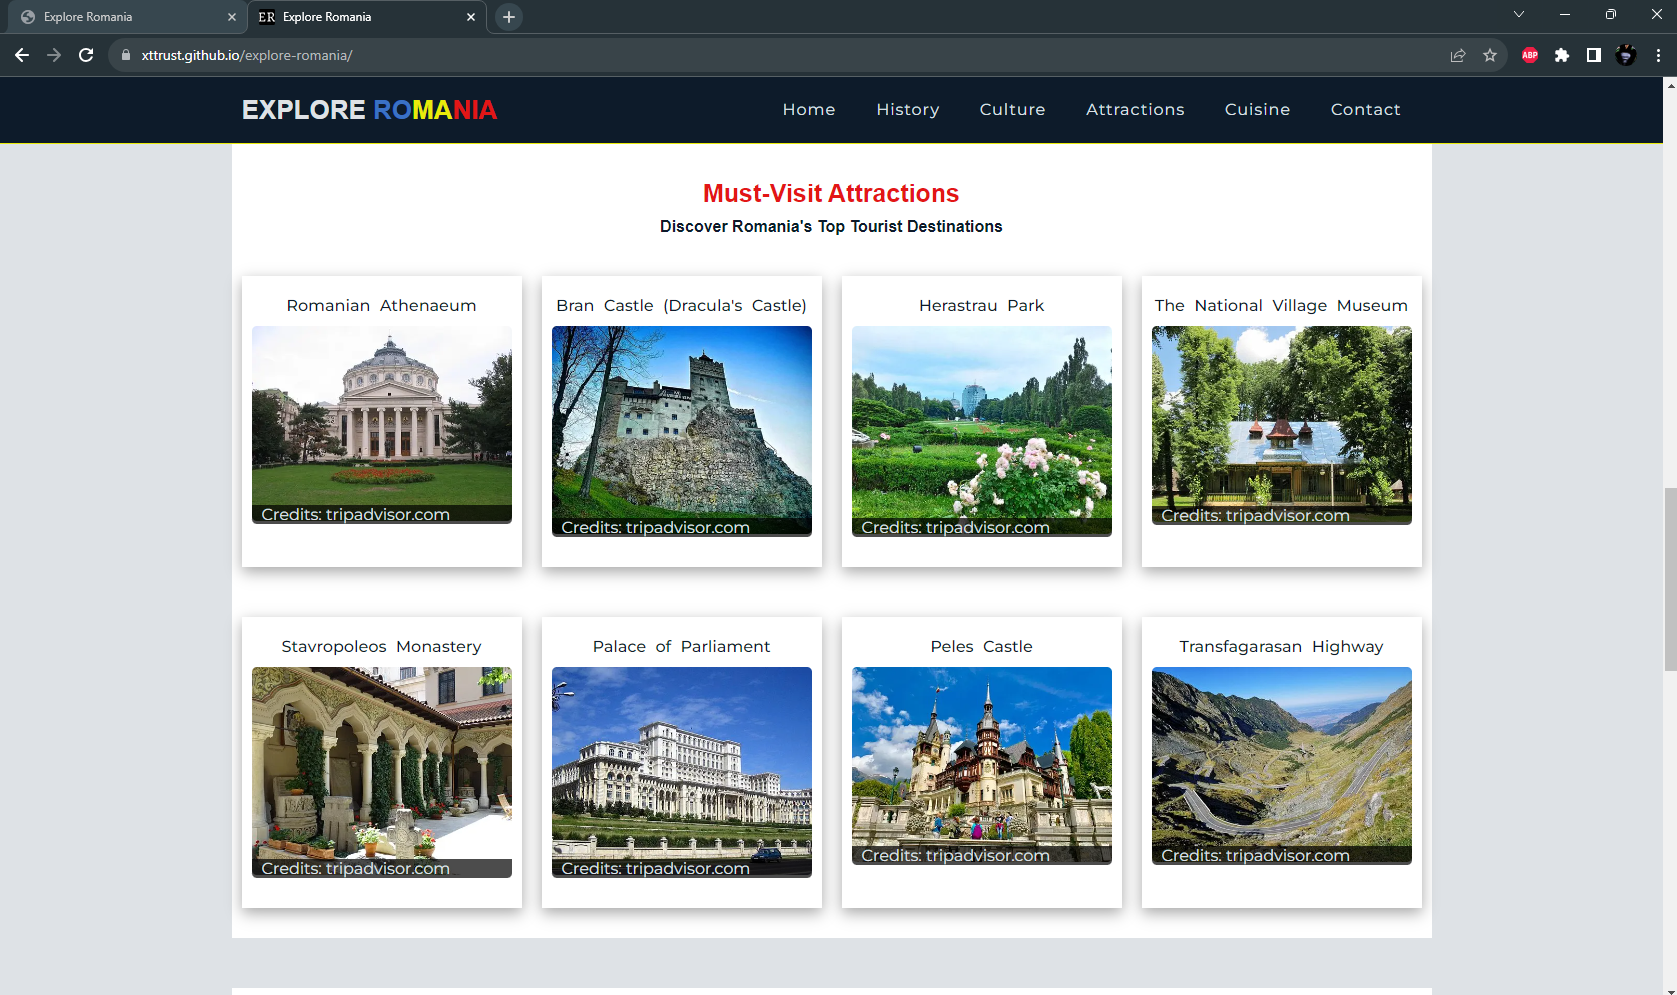 Explore Romania
ER Explore Romania
xttrust.github.io/explore-romania/
ABP
EXPLORE ROMANIA
Home History Culture Attractions Cuisine Contact
Must-Visit Attractions
Discover Romania's Top Tourist Destinations
Romanian Athenaeum
Bran Castle (Dracula's Castle)
Herastrau Park
The National Village Museum
Credits: tripadvisor.com
Credits: tripadvisor.com
Credits: tripadvisor.com
Credits: tripadvisor.com
Stavropoleos Monastery
Palace of Parliament
Peles Castle
Transfagarasan Highway
Credits: tripadvisor.com
Credits: tripadvisor.com
Credits: tripadvisor.com
Credits: tripadvisor.com